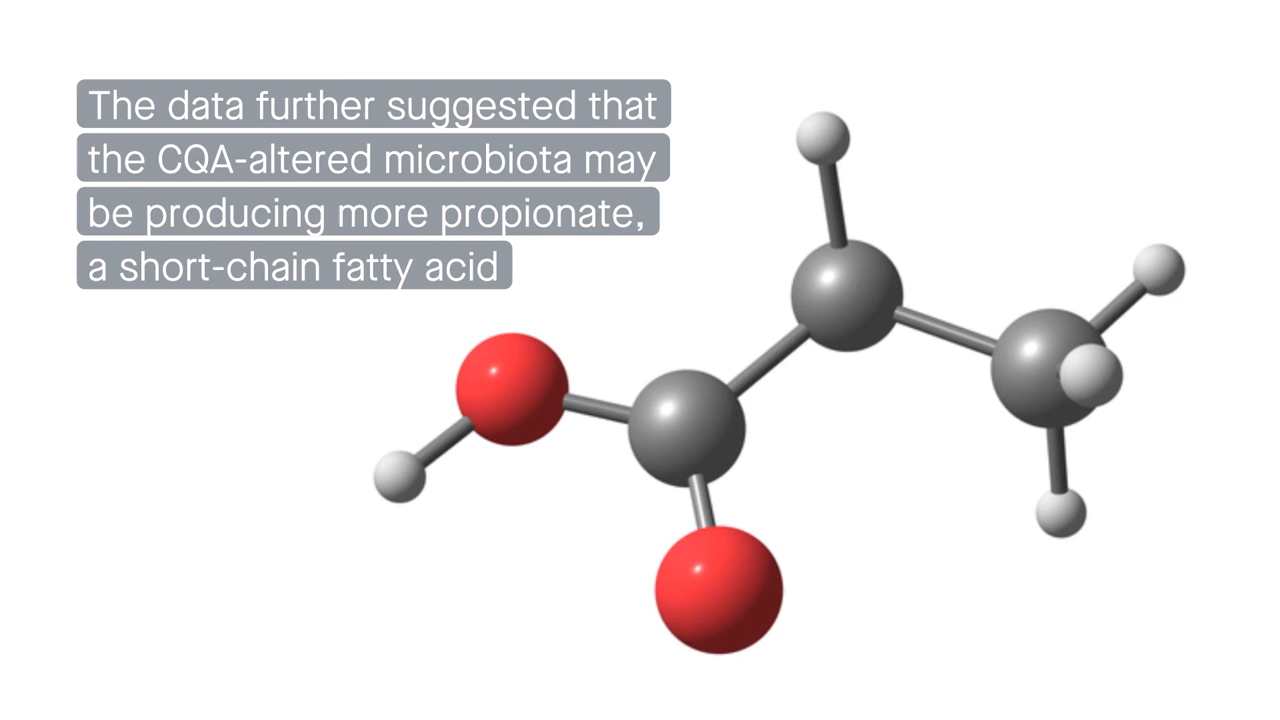 The data further suggested that
the CQA-altered microbiota may
be producing more propionate,
a short-chain fatty acid